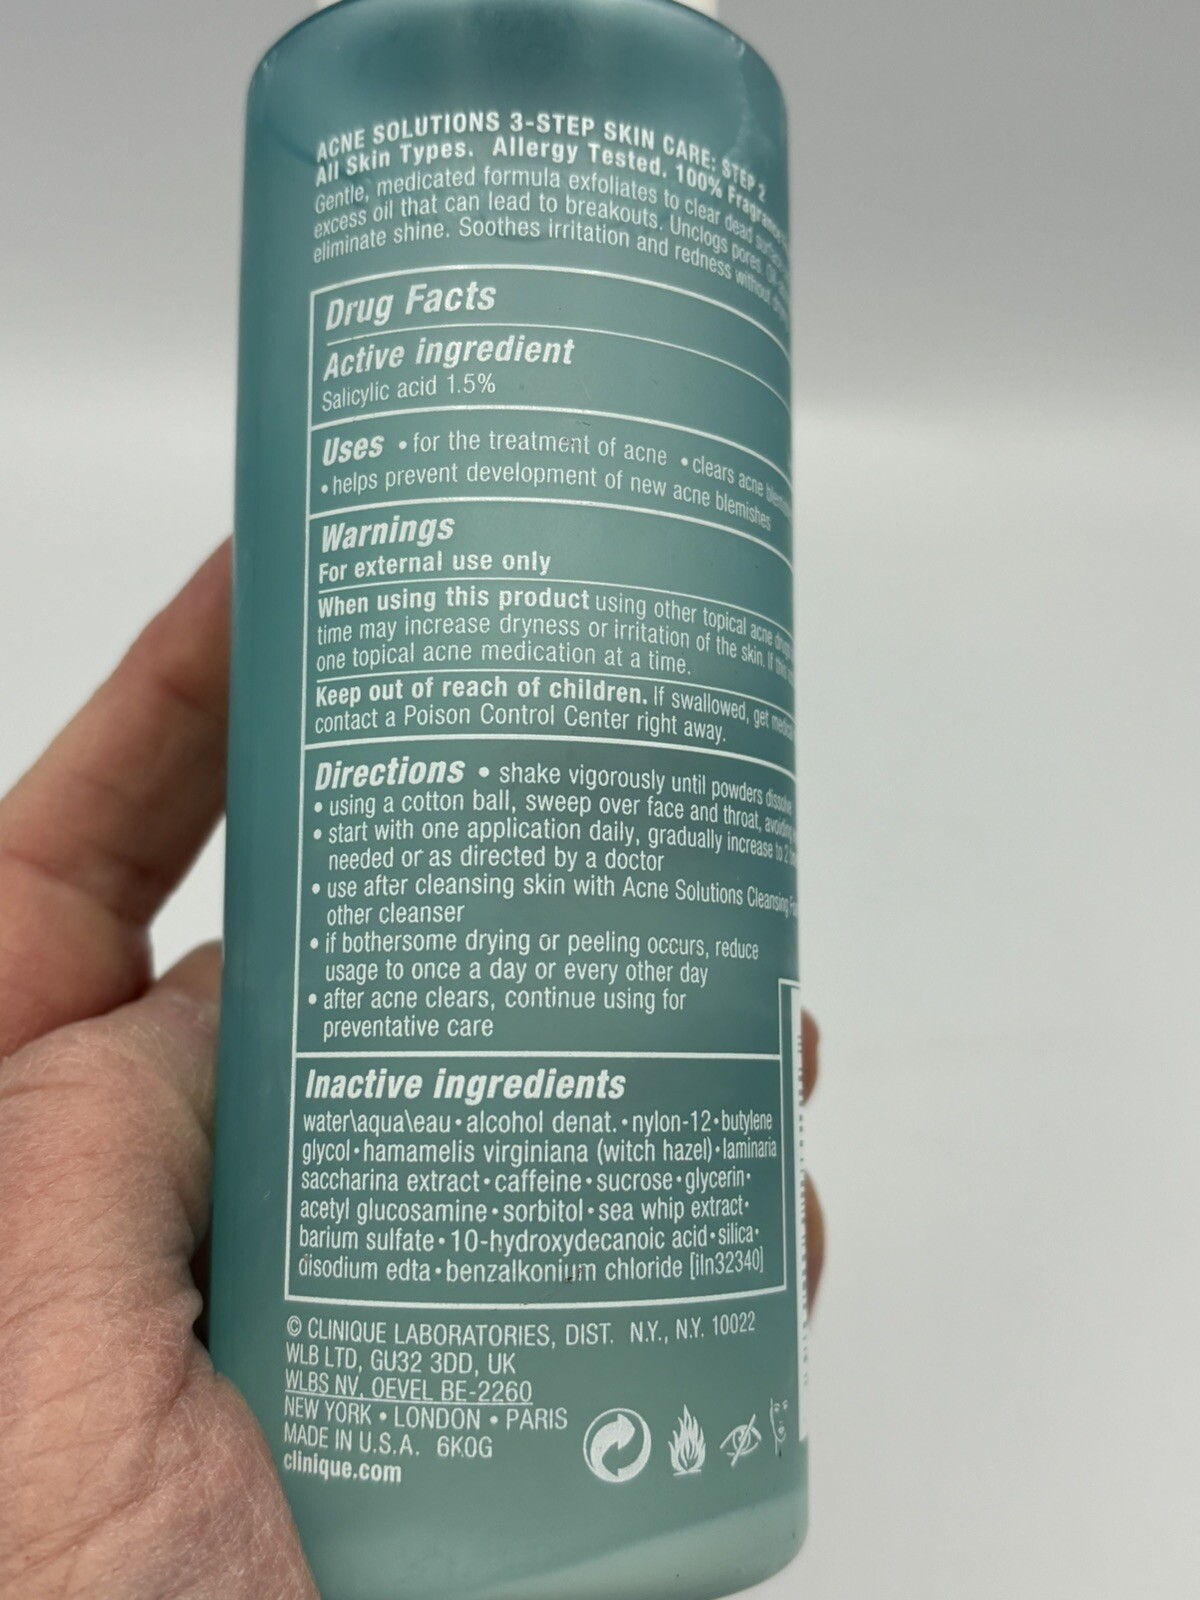 ACNE SOLUTIONS 3-STEP SKIN CARE: STEP 2
All Skin Types. Allergy Tested. 100% Fragrance
Gentle, medicated formula exfoliates to clear dead surface
excess oil that can lead to breakouts. Unclogs pores.
eliminate shine. Soothes irritation and redness without
Drug Facts
Active ingredient
Salicylic acid 1.5%
Uses • for the treatment of acne • clears acne
• helps prevent development of new acne blemishes
Warnings
For external use only
When using this product using other topical acne
time may increase dryness or irritation of the skin. If this
one topical acne medication at a time.
Keep out of reach of children. If swallowed, get medical
contact a Poison Control Center right away.
Directions • shake vigorously until powders dissolve
• using a cotton ball, sweep over face and throat, avoiding
• start with one application daily, gradually increase to 2
needed or as directed by a doctor
• use after cleansing skin with Acne Solutions Cleansing
other cleanser
• if bothersome drying or peeling occurs, reduce
usage to once a day or every other day
• after acne clears, continue using for
preventative care
Inactive ingredients
water\aqua\eau • alcohol denat. • nylon-12 • butylene
glycol • hamamelis virginiana (witch hazel) • laminaria
saccharina extract • caffeine • sucrose • glycerin •
acetyl glucosamine • sorbitol • sea whip extract •
barium sulfate • 10-hydroxydecanoic acid • silica •
disodium edta • benzalkonium chloride [iln32340]
© CLINIQUE LABORATORIES, DIST. N.Y., N.Y. 10022
WLB LTD, GU32 3DD, UK
WLBS NV, OEVEL BE-2260
NEW YORK • LONDON • PARIS
MADE IN U.S.A. 6K0G
clinique.com